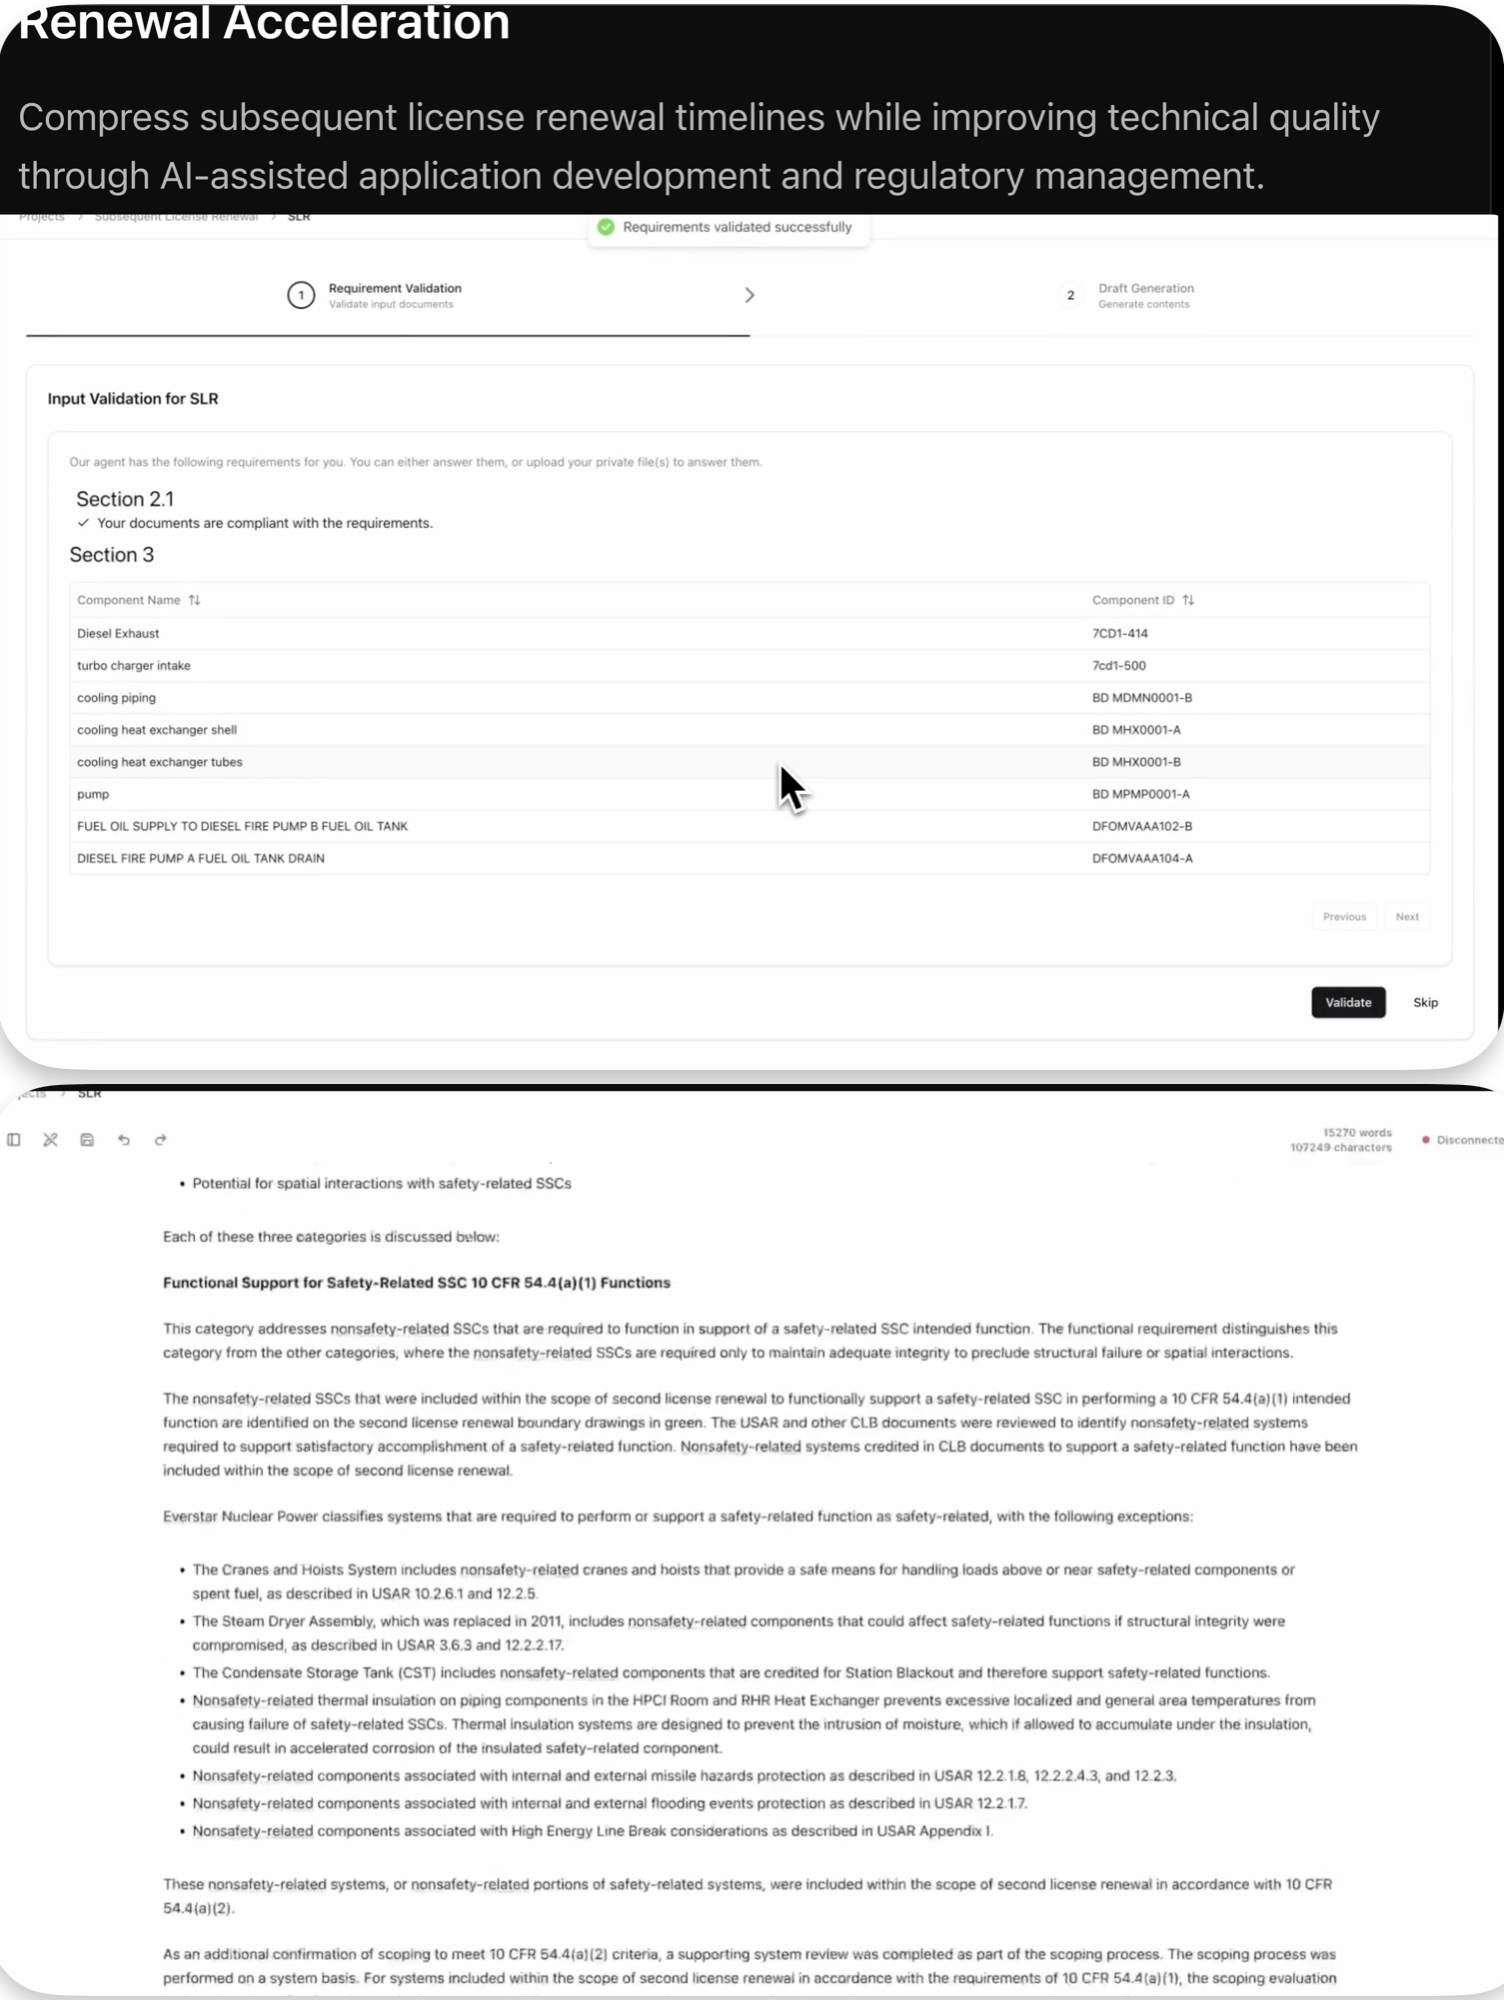 Renewal Acceleration
Compress subsequent license renewal timelines while improving technical quality
through AI-assisted application development and regulatory management.
Projects > Subsequent License Renewal > SLR
Requirements validated successfully
1 Requirement Validation
Validate input documents
2 Draft Generation
Generate contents
Input Validation for SLR
Our agent has the following requirements for you. You can either answer them, or upload your private file(s) to answer them.
Section 2.1
✓ Your documents are compliant with the requirements.
Section 3
Component Name ↑↓ Component ID ↑↓
Diesel Exhaust 7CD1-414
turbo charger intake 7cd1-500
cooling piping BD MDMN0001-B
cooling heat exchanger shell BD MHX0001-A
cooling heat exchanger tubes BD MHX0001-B
pump BD MPMP0001-A
FUEL OIL SUPPLY TO DIESEL FIRE PUMP B FUEL OIL TANK DFOMVAAA102-B
DIESEL FIRE PUMP A FUEL OIL TANK DRAIN DFOMVAAA104-A
Previous Next
Validate Skip
jects > SLR
15270 words
107249 characters
Disconnecte
• Potential for spatial interactions with safety-related SSCs
Each of these three categories is discussed below:
Functional Support for Safety-Related SSC 10 CFR 54.4(a)(1) Functions
This category addresses nonsafety-related SSCs that are required to function in support of a safety-related SSC intended function. The functional requirement distinguishes this
category from the other categories, where the nonsafety-related SSCs are required only to maintain adequate integrity to preclude structural failure or spatial interactions.
The nonsafety-related SSCs that were included within the scope of second license renewal to functionally support a safety-related SSC in performing a 10 CFR 54.4(a)(1) intended
function are identified on the second license renewal boundary drawings in green. The USAR and other CLB documents were reviewed to identify nonsafety-related systems
required to support satisfactory accomplishment of a safety-related function. Nonsafety-related systems credited in CLB documents to support a safety-related function have been
included within the scope of second license renewal.
Everstar Nuclear Power classifies systems that are required to perform or support a safety-related function as safety-related, with the following exceptions:
• The Cranes and Hoists System includes nonsafety-related cranes and hoists that provide a safe means for handling loads above or near safety-related components or
spent fuel, as described in USAR 10.2.6.1 and 12.2.5.
• The Steam Dryer Assembly, which was replaced in 2011, includes nonsafety-related components that could affect safety-related functions if structural integrity were
compromised, as described in USAR 3.6.3 and 12.2.2.17.
• The Condensate Storage Tank (CST) includes nonsafety-related components that are credited for Station Blackout and therefore support safety-related functions.
• Nonsafety-related thermal insulation on piping components in the HPCI Room and RHR Heat Exchanger prevents excessive localized and general area temperatures from
causing failure of safety-related SSCs. Thermal insulation systems are designed to prevent the intrusion of moisture, which if allowed to accumulate under the insulation,
could result in accelerated corrosion of the insulated safety-related component.
• Nonsafety-related components associated with internal and external missile hazards protection as described in USAR 12.2.1.8, 12.2.2.4.3, and 12.2.3.
• Nonsafety-related components associated with internal and external flooding events protection as described in USAR 12.2.1.7.
• Nonsafety-related components associated with High Energy Line Break considerations as described in USAR Appendix I.
These nonsafety-related systems, or nonsafety-related portions of safety-related systems, were included within the scope of second license renewal in accordance with 10 CFR
54.4(a)(2).
As an additional confirmation of scoping to meet 10 CFR 54.4(a)(2) criteria, a supporting system review was completed as part of the scoping process. The scoping process was
performed on a system basis. For systems included within the scope of second license renewal in accordance with the requirements of 10 CFR 54.4(a)(1), the scoping evaluation